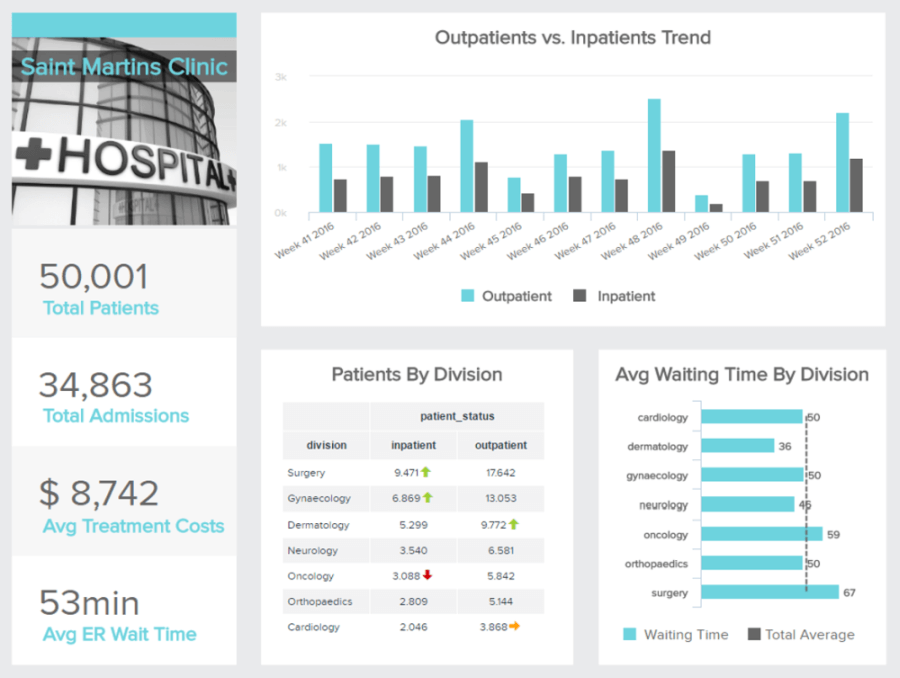 Saint Martins Clinic
HOSPITAL
HOSPITAL
50,001
Total Patients
34,863
Total Admissions
$ 8,742
Avg Treatment Costs
53min
Avg ER Wait Time
Outpatients vs. Inpatients Trend
3k
2k
1k
0k
Week 41 2016
Week 42 2016
Week 43 2016
Week 44 2016
Week 45 2016
Week 46 2016
Week 47 2016
Week 48 2016
Week 49 2016
Week 50 2016
Week 51 2016
Week 52 2016
Outpatient Inpatient
Patients By Division
patient_status
division inpatient outpatient
Surgery 9.471 17.642
Gynaecology 6.869 13.053
Dermatology 5.299 9.772
Neurology 3.540 6.581
Oncology 3.088 5.842
Orthopaedics 2.809 5.144
Cardiology 2.046 3.868
Avg Waiting Time By Division
cardiology 50
dermatology 36
gynaecology 50
neurology
oncology 59
orthopaedics 50
surgery 67
Waiting Time Total Average